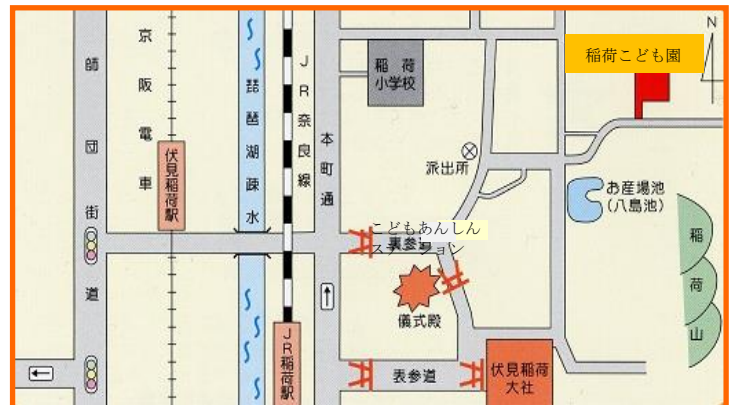 師団街道
京阪電車
伏見稲荷駅
琵琶湖疎水
JR奈良線
JR稲荷駅
本町通
稲荷
小学校
稲荷こども園
N
派出所
お産場池
(八島池)
こどもあんしん
ステーション
表参道
儀式殿
稲荷山
表参道
伏見稲荷
大社